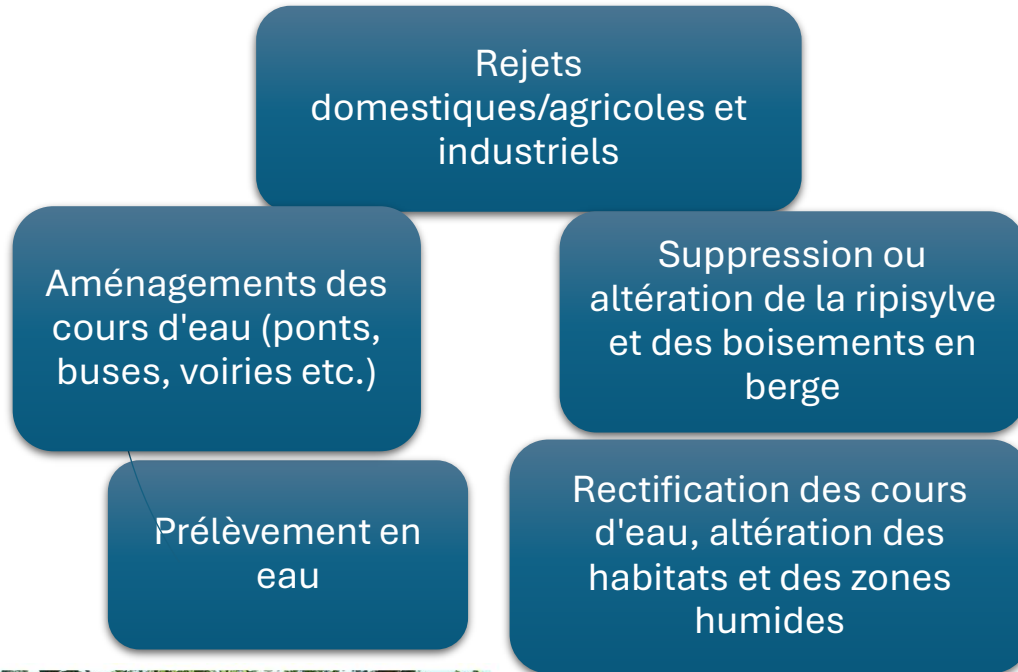 Rejets
domestiques/agricoles et
industriels
Aménagements des
cours d'eau (ponts,
buses, voiries etc.)
Suppression ou
altération de la ripisylve
et des boisements en
berge
Prélèvement en
eau
Rectification des cours
d'eau, altération des
habitats et des zones
humides